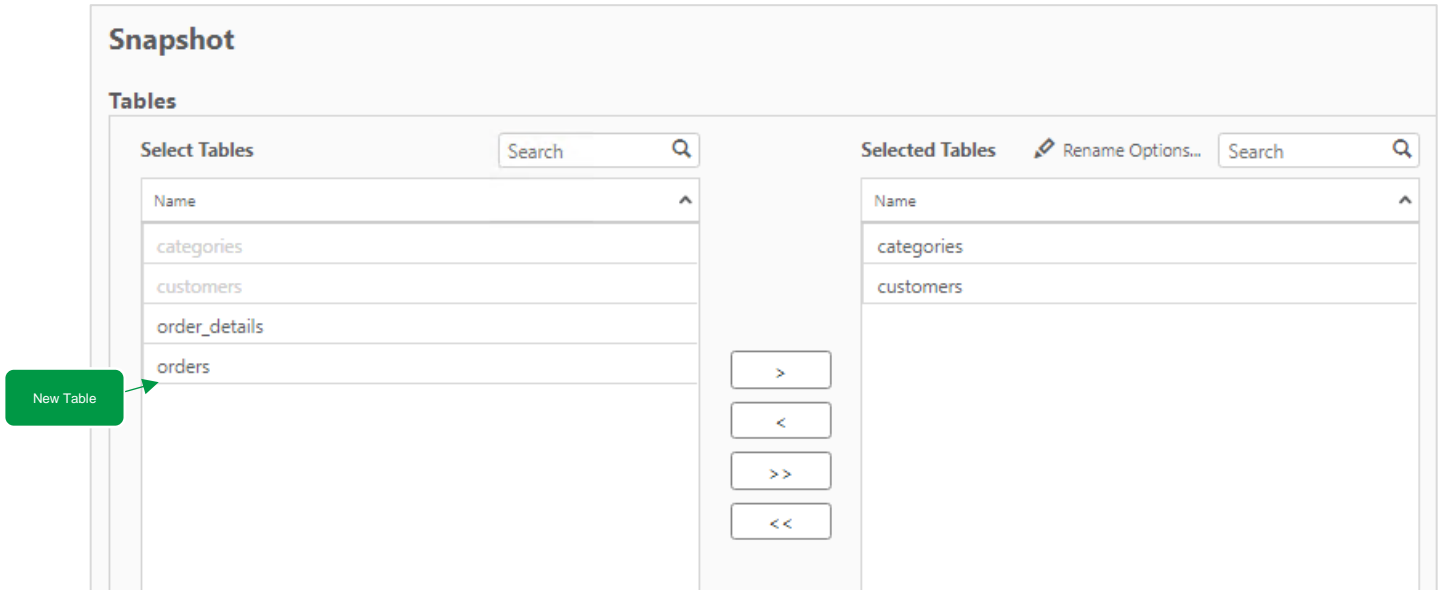 Snapshot
Tables
Select Tables
Search
Name
categories
customers
order_details
orders
New Table
>
<
>>
<<
Selected Tables
Rename Options...
Search
Name
categories
customers